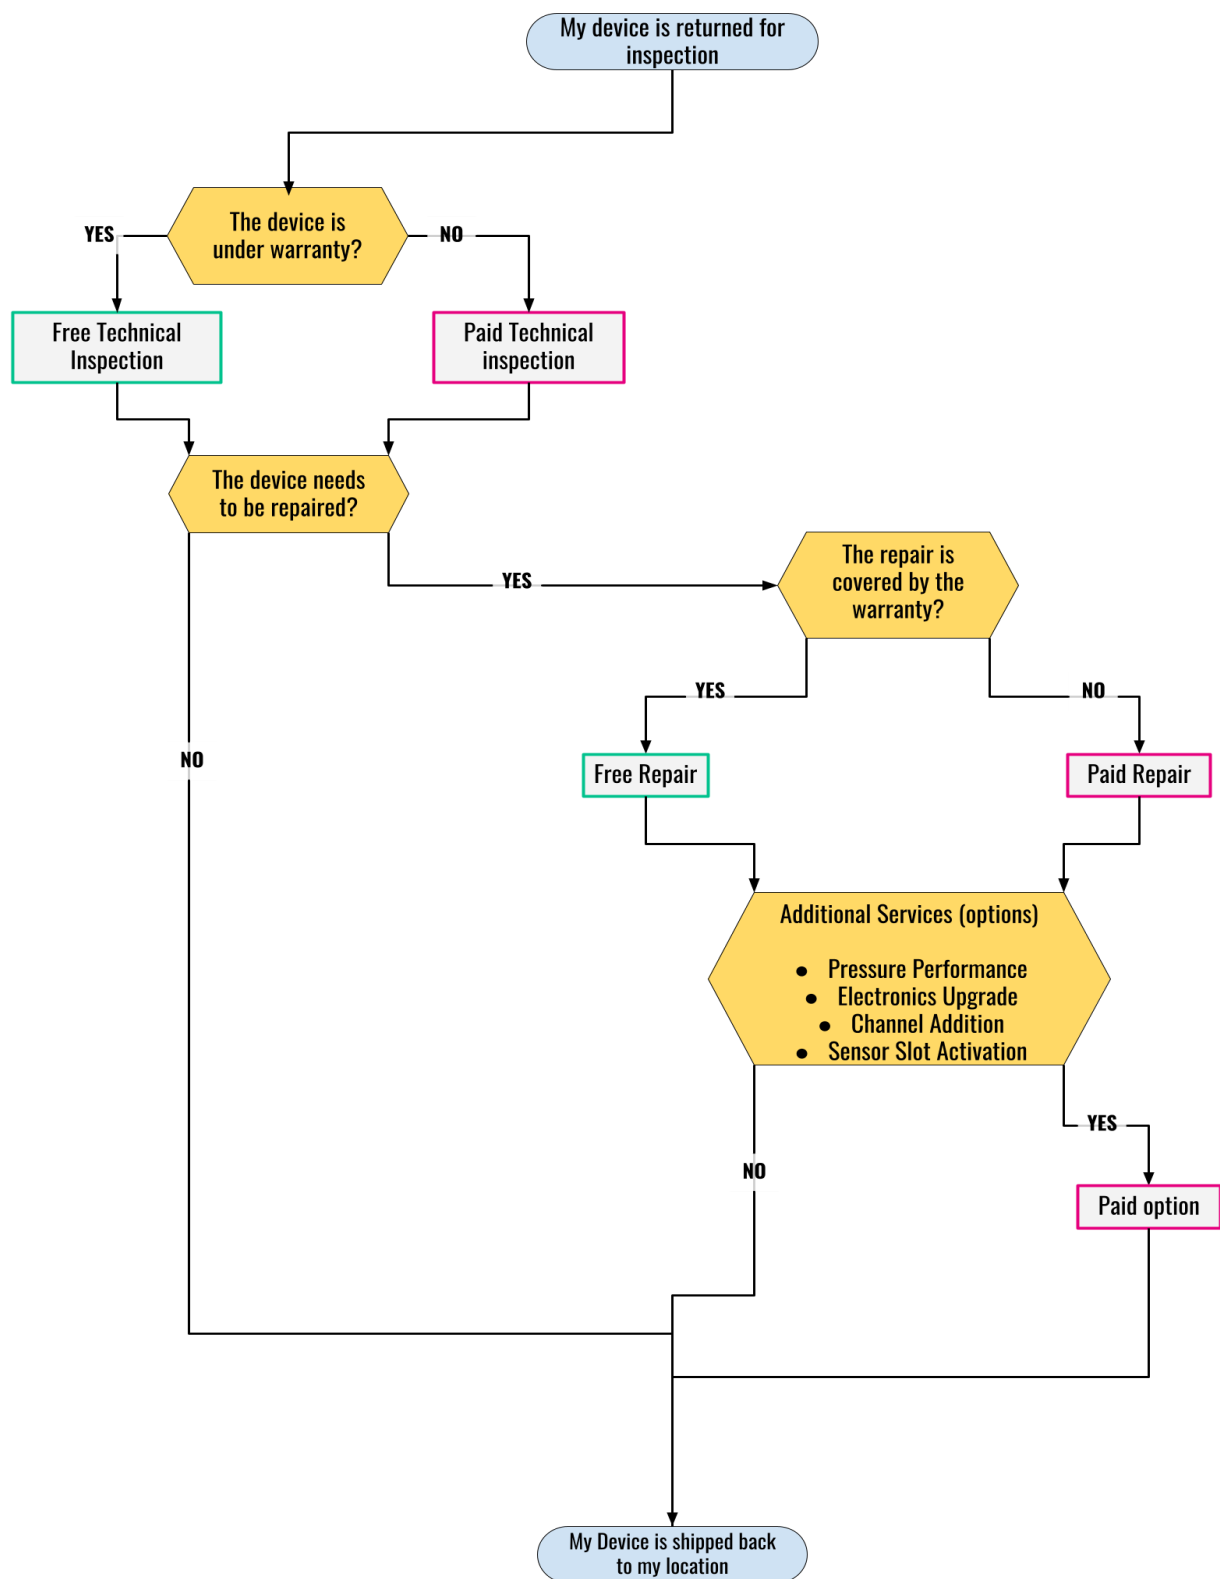 My device is returned for
inspection
The device is
under warranty?
YES
NO
Free Technical
Inspection
Paid Technical
inspection
The device needs
to be repaired?
YES
The repair is
covered by the
warranty?
YES
NO
NO
Free Repair
Paid Repair
Additional Services (options)
● Pressure Performance
● Electronics Upgrade
● Channel Addition
● Sensor Slot Activation
YES
NO
Paid option
My Device is shipped back
to my location